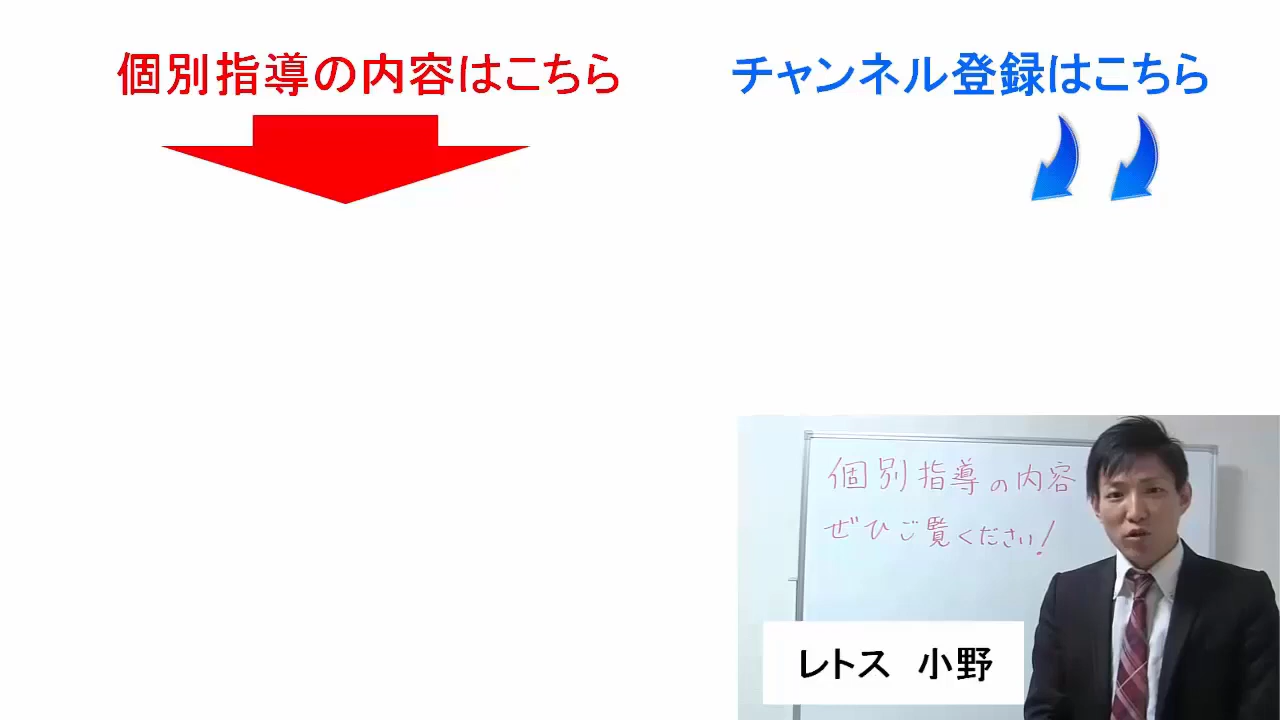 個別指導の内容はこちら
チャンネル登録はこちら
個別指導の内容
ぜひご覧ください!
レトス 小野